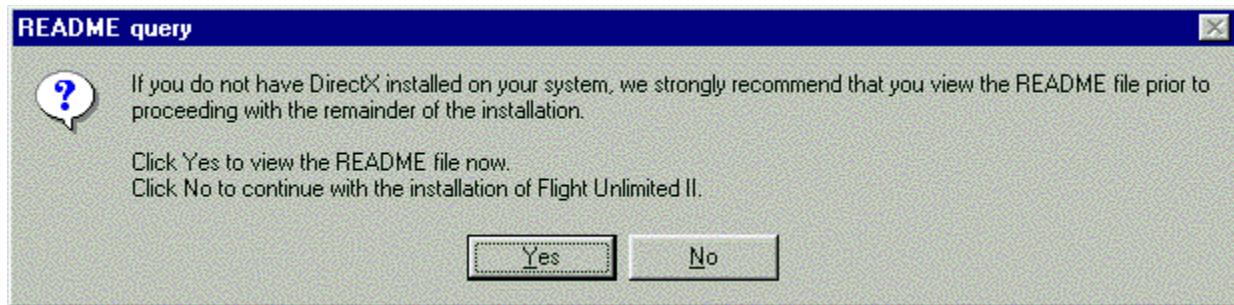 README query
If you do not have DirectX installed on your system, we strongly recommend that you view the README file prior to
proceeding with the remainder of the installation.
Click Yes to view the README file now.
Click No to continue with the installation of Flight Unlimited II.
Yes
No